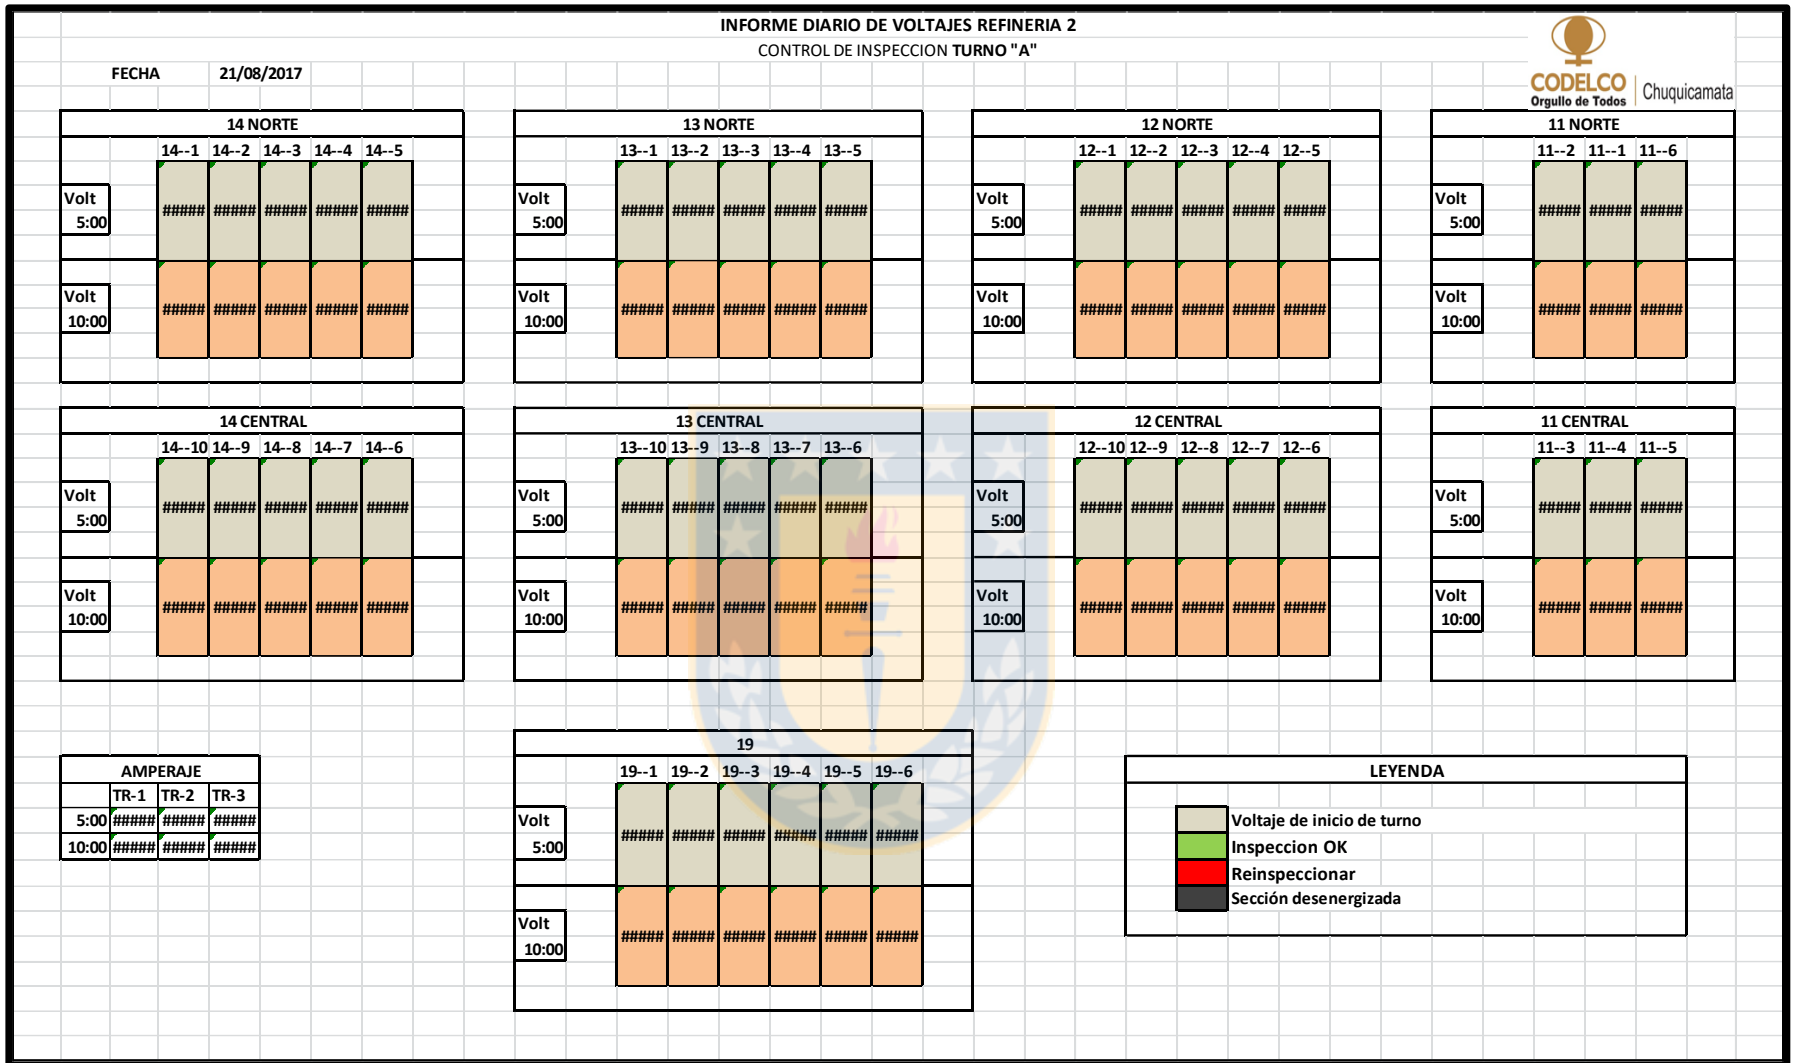 INFORME DIARIO DE VOLTAJES REFINERIA 2
CONTROL DE INSPECCION TURNO "A"
CODELCO
Orgullo de Todos
Chuquicamata
FECHA 21/08/2017
14 NORTE
14--1 14--2 14--3 14--4 14--5
Volt
5:00
##### ##### ##### ##### #####
Volt
10:00
##### ##### ##### ##### #####
13 NORTE
13--1 13--2 13--3 13--4 13--5
Volt
5:00
##### ##### ##### ##### #####
Volt
10:00
##### ##### ##### ##### #####
12 NORTE
12--1 12--2 12--3 12--4 12--5
Volt
5:00
##### ##### ##### ##### #####
Volt
10:00
##### ##### ##### ##### #####
11 NORTE
11--2 11--1 11--6
Volt
5:00
##### ##### #####
Volt
10:00
##### ##### #####
14 CENTRAL
14--10 14--9 14--8 14--7 14--6
Volt
5:00
##### ##### ##### ##### #####
Volt
10:00
##### ##### ##### ##### #####
13 CENTRAL
13--10 13--9 13--8 13--7 13--6
Volt
5:00
##### ##### ##### ##### #####
Volt
10:00
##### ##### ##### ##### #####
12 CENTRAL
12--10 12--9 12--8 12--7 12--6
Volt
5:00
##### ##### ##### ##### #####
Volt
10:00
##### ##### ##### ##### #####
11 CENTRAL
11--3 11--4 11--5
Volt
5:00
##### ##### #####
Volt
10:00
##### ##### #####
AMPERAJE
TR-1 TR-2 TR-3
5:00 ##### ##### #####
10:00 ##### ##### #####
19
19--1 19--2 19--3 19--4 19--5 19--6
Volt
5:00
##### ##### ##### ##### ##### #####
Volt
10:00
##### ##### ##### ##### ##### #####
LEYENDA
Voltaje de inicio de turno
Inspeccion OK
Reinspeccionar
Sección desenergizada